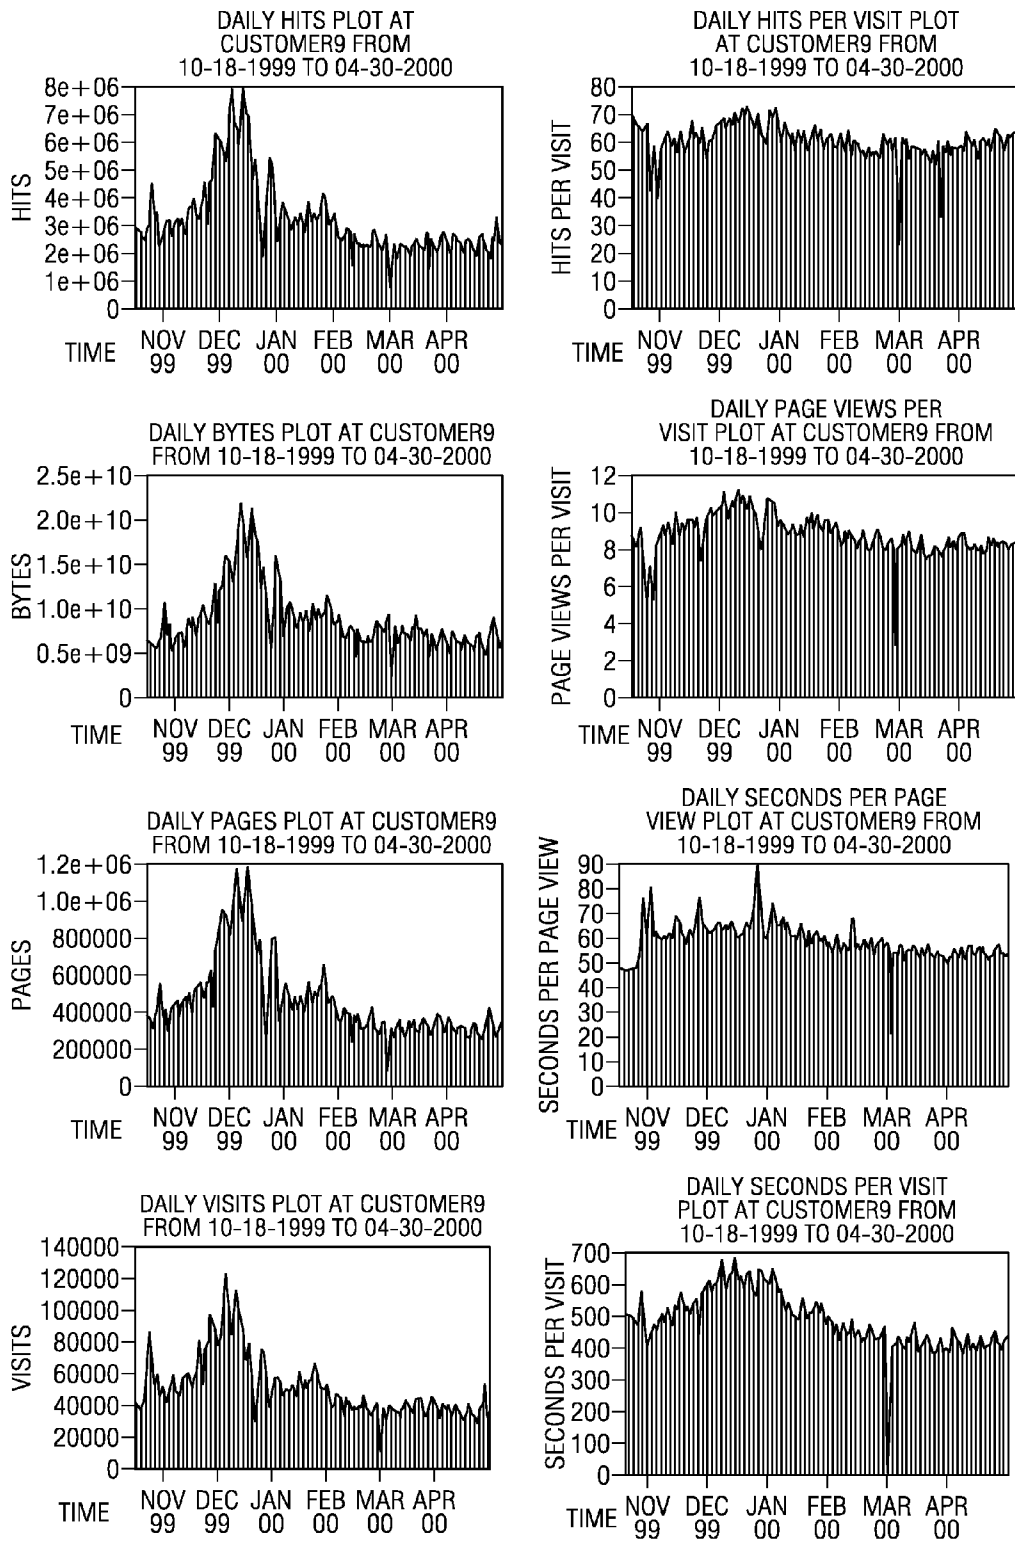 DAILY HITS PLOT AT
CUSTOMER9 FROM
10-18-1999 TO 04-30-2000
HITS
8e+06
7e+06
6e+06
5e+06
4e+06
3e+06
2e+06
1e+06
0
TIME
NOV DEC JAN FEB MAR APR
99 99 00 00 00 00
DAILY HITS PER VISIT PLOT
AT CUSTOMER9 FROM
10-18-1999 TO 04-30-2000
HITS PER VISIT
80
70
60
50
40
30
20
10
0
TIME
NOV DEC JAN FEB MAR APR
99 99 00 00 00 00
DAILY BYTES PLOT AT CUSTOMER9
FROM 10-18-1999 TO 04-30-2000
BYTES
2.5e+10
2.0e+10
1.5e+10
1.0e+10
0.5e+09
0
TIME
NOV DEC JAN FEB MAR APR
99 99 00 00 00 00
DAILY PAGE VIEWS PER
VISIT PLOT AT CUSTOMER9 FROM
10-18-1999 TO 04-30-2000
PAGE VIEWS PER VISIT
12
10
8
6
4
2
0
TIME
NOV DEC JAN FEB MAR APR
99 99 00 00 00 00
DAILY PAGES PLOT AT CUSTOMER9
FROM 10-18-1999 TO 04-30-2000
PAGES
1.2e+06
1.0e+06
800000
600000
400000
200000
0
TIME
NOV DEC JAN FEB MAR APR
99 99 00 00 00 00
DAILY SECONDS PER PAGE
VIEW PLOT AT CUSTOMER9 FROM
10-18-1999 TO 04-30-2000
SECONDS PER PAGE VIEW
90
80
70
60
50
40
30
20
10
0
TIME
NOV DEC JAN FEB MAR APR
99 99 00 00 00 00
DAILY VISITS PLOT AT CUSTOMER9
FROM 10-18-1999 TO 04-30-2000
VISITS
140000
120000
100000
80000
60000
40000
20000
0
TIME
NOV DEC JAN FEB MAR APR
99 99 00 00 00 00
DAILY SECONDS PER VISIT
PLOT AT CUSTOMER9 FROM
10-18-1999 TO 04-30-2000
SECONDS PER VISIT
700
600
500
400
300
200
100
0
TIME
NOV DEC JAN FEB MAR APR
99 99 00 00 00 00